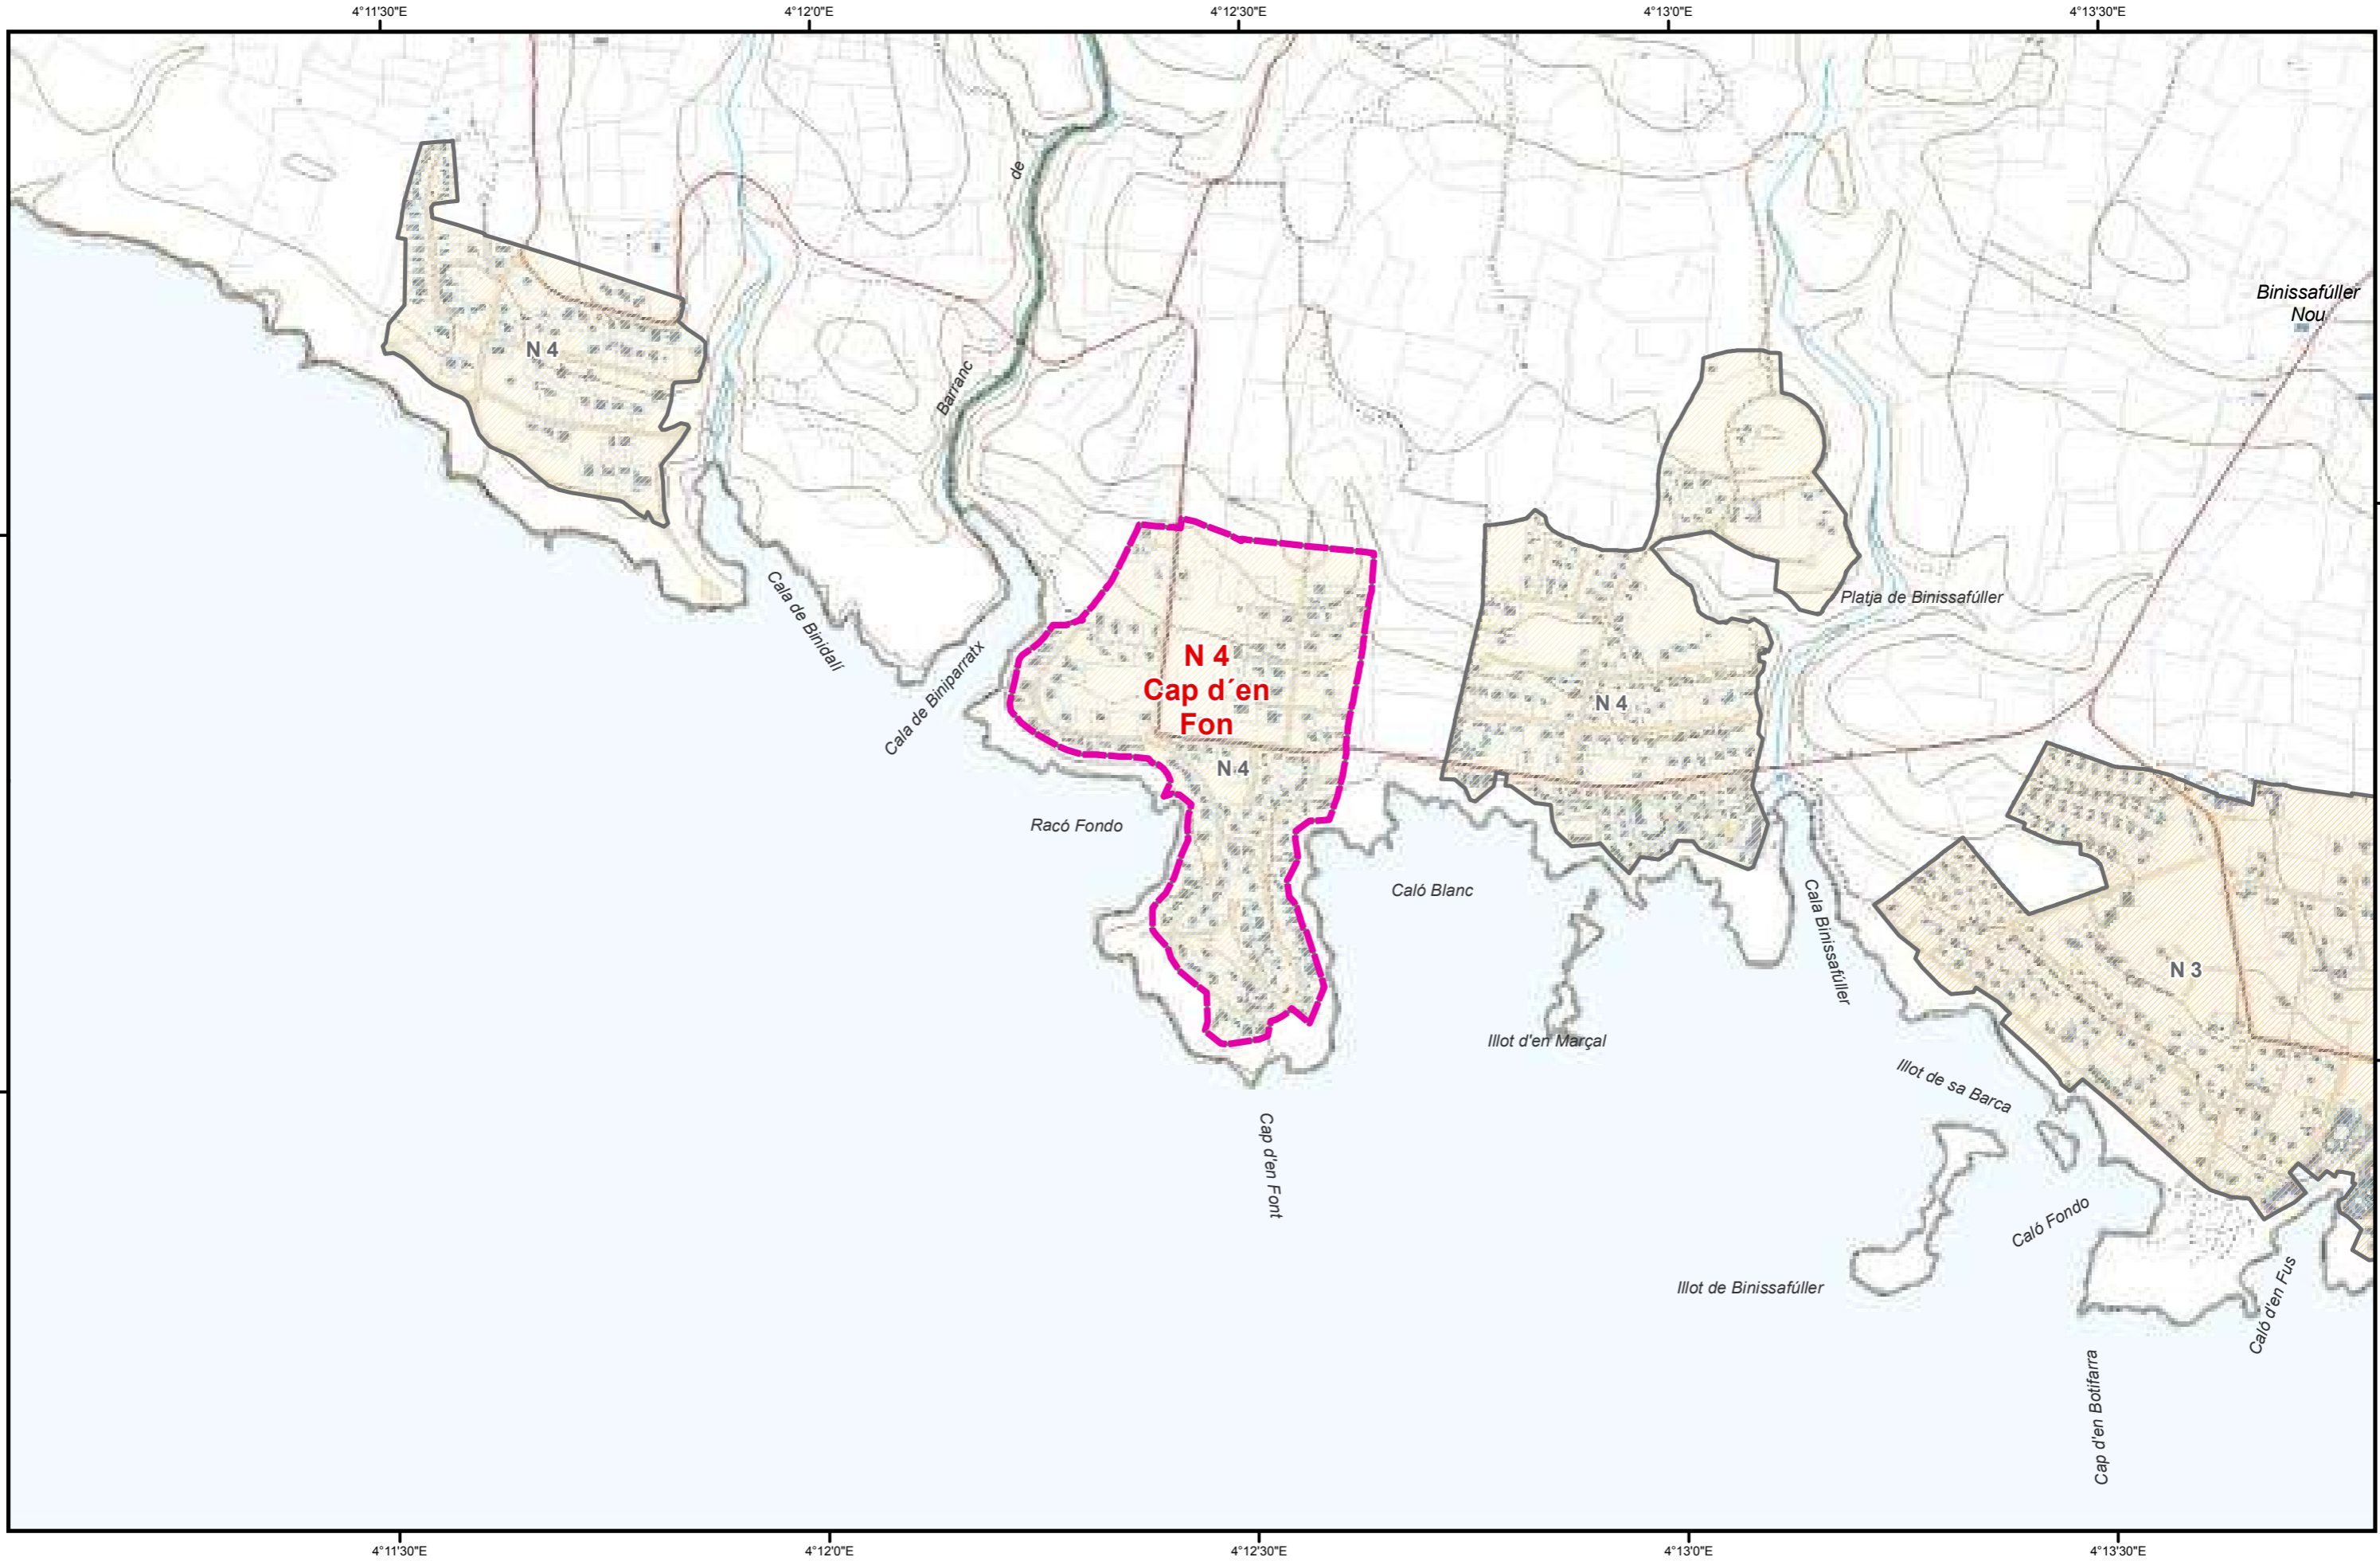 4°11'30"E
4°12'0"E
4°12'30"E
4°13'0"E
4°13'30"E
de
Binissafúller
Nou
N 4
Barranc
Cala de Binidalí
Platja de Binissafúller
Cala de Biniparratx
N 4
Cap d´en
Fon
N 4
N 4
Racó Fondo
Caló Blanc
Cala Binissafúller
N 3
Illot d'en Marçal
Illot de sa Barca
Cap d'en Font
Caló Fondo
Illot de Binissafúller
Caló d'en Fus
Cap d'en Botifarra
4°11'30"E
4°12'0"E
4°12'30"E
4°13'0"E
4°13'30"E